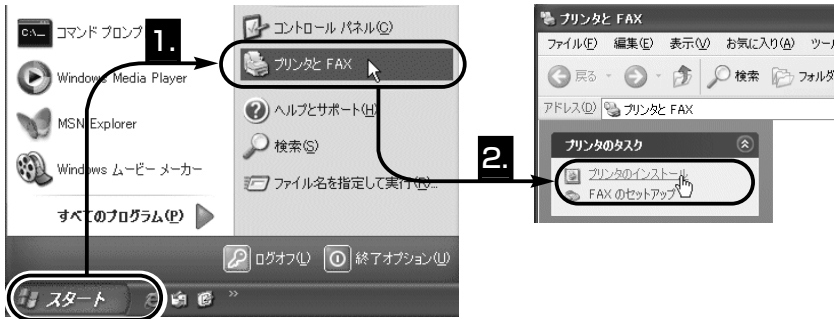 C:\_
コマンド プロンプ
Windows Media Player
MSN Explorer
Windows ムービー メーカー
すべてのプログラム(P)
コントロール パネル(C)
プリンタと FAX
ヘルプとサポート(H)
検索(S)
ファイル名を指定して実行(R)...
ログオフ(L)
終了オプション(U)
スタート
»
1.
2.
プリンタと FAX
ファイル(F) 編集(E) 表示(V) お気に入り(A) ツー
戻る 検索 フォルダ
アドレス(D) プリンタと FAX
プリンタのタスク
プリンタのインストール
FAX のセットアップ